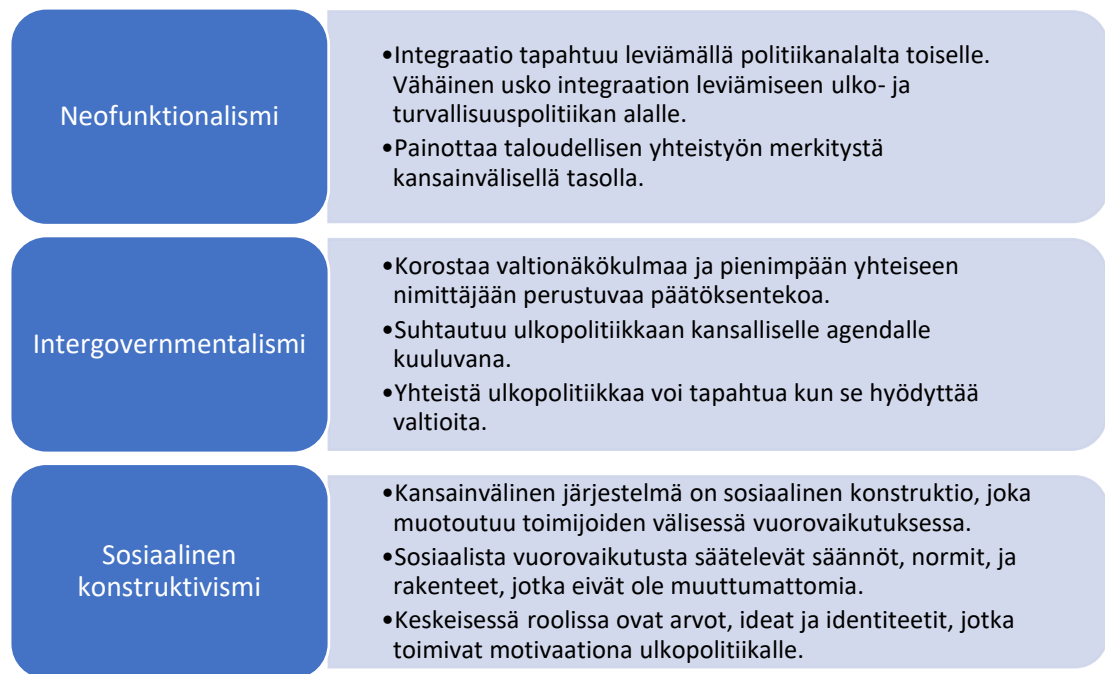 Neofunktionalismi
•Integraatio tapahtuu leviämällä politiikanalalta toiselle.
Vähäinen usko integraation leviämiseen ulko- ja
turvallisuuspolitiikan alalle.
•Painottaa taloudellisen yhteistyön merkitystä
kansainvälisellä tasolla.
Intergovernmentalismi
•Korostaa valtionäkökulmaa ja pienimpään yhteiseen
nimittäjään perustuvaa päätöksentekoa.
•Suhtautuu ulkopolitiikkaan kansalliselle agendalle
kuuluvana.
•Yhteistä ulkopolitiikkaa voi tapahtua kun se hyödyttää
valtioita.
Sosiaalinen
konstruktivismi
•Kansainvälinen järjestelmä on sosiaalinen konstruktio, joka
muotoutuu toimijoiden välisessä vuorovaikutuksessa.
•Sosiaalista vuorovaikutusta säätelevät säännöt, normit, ja
rakenteet, jotka eivät ole muuttumattomia.
•Keskeisessä roolissa ovat arvot, ideat ja identiteetit, jotka
toimivat motivaationa ulkopolitiikalle.